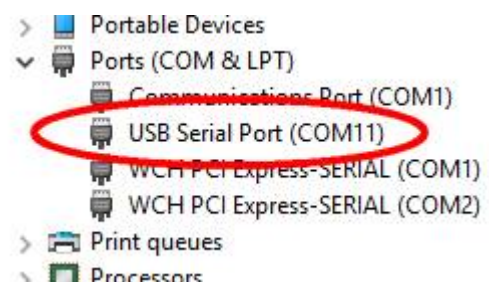 Portable Devices
Ports (COM & LPT)
Communications Port (COM1)
USB Serial Port (COM11)
WCH PCI Express-SERIAL (COM1)
WCH PCI Express-SERIAL (COM2)
Print queues
Processors